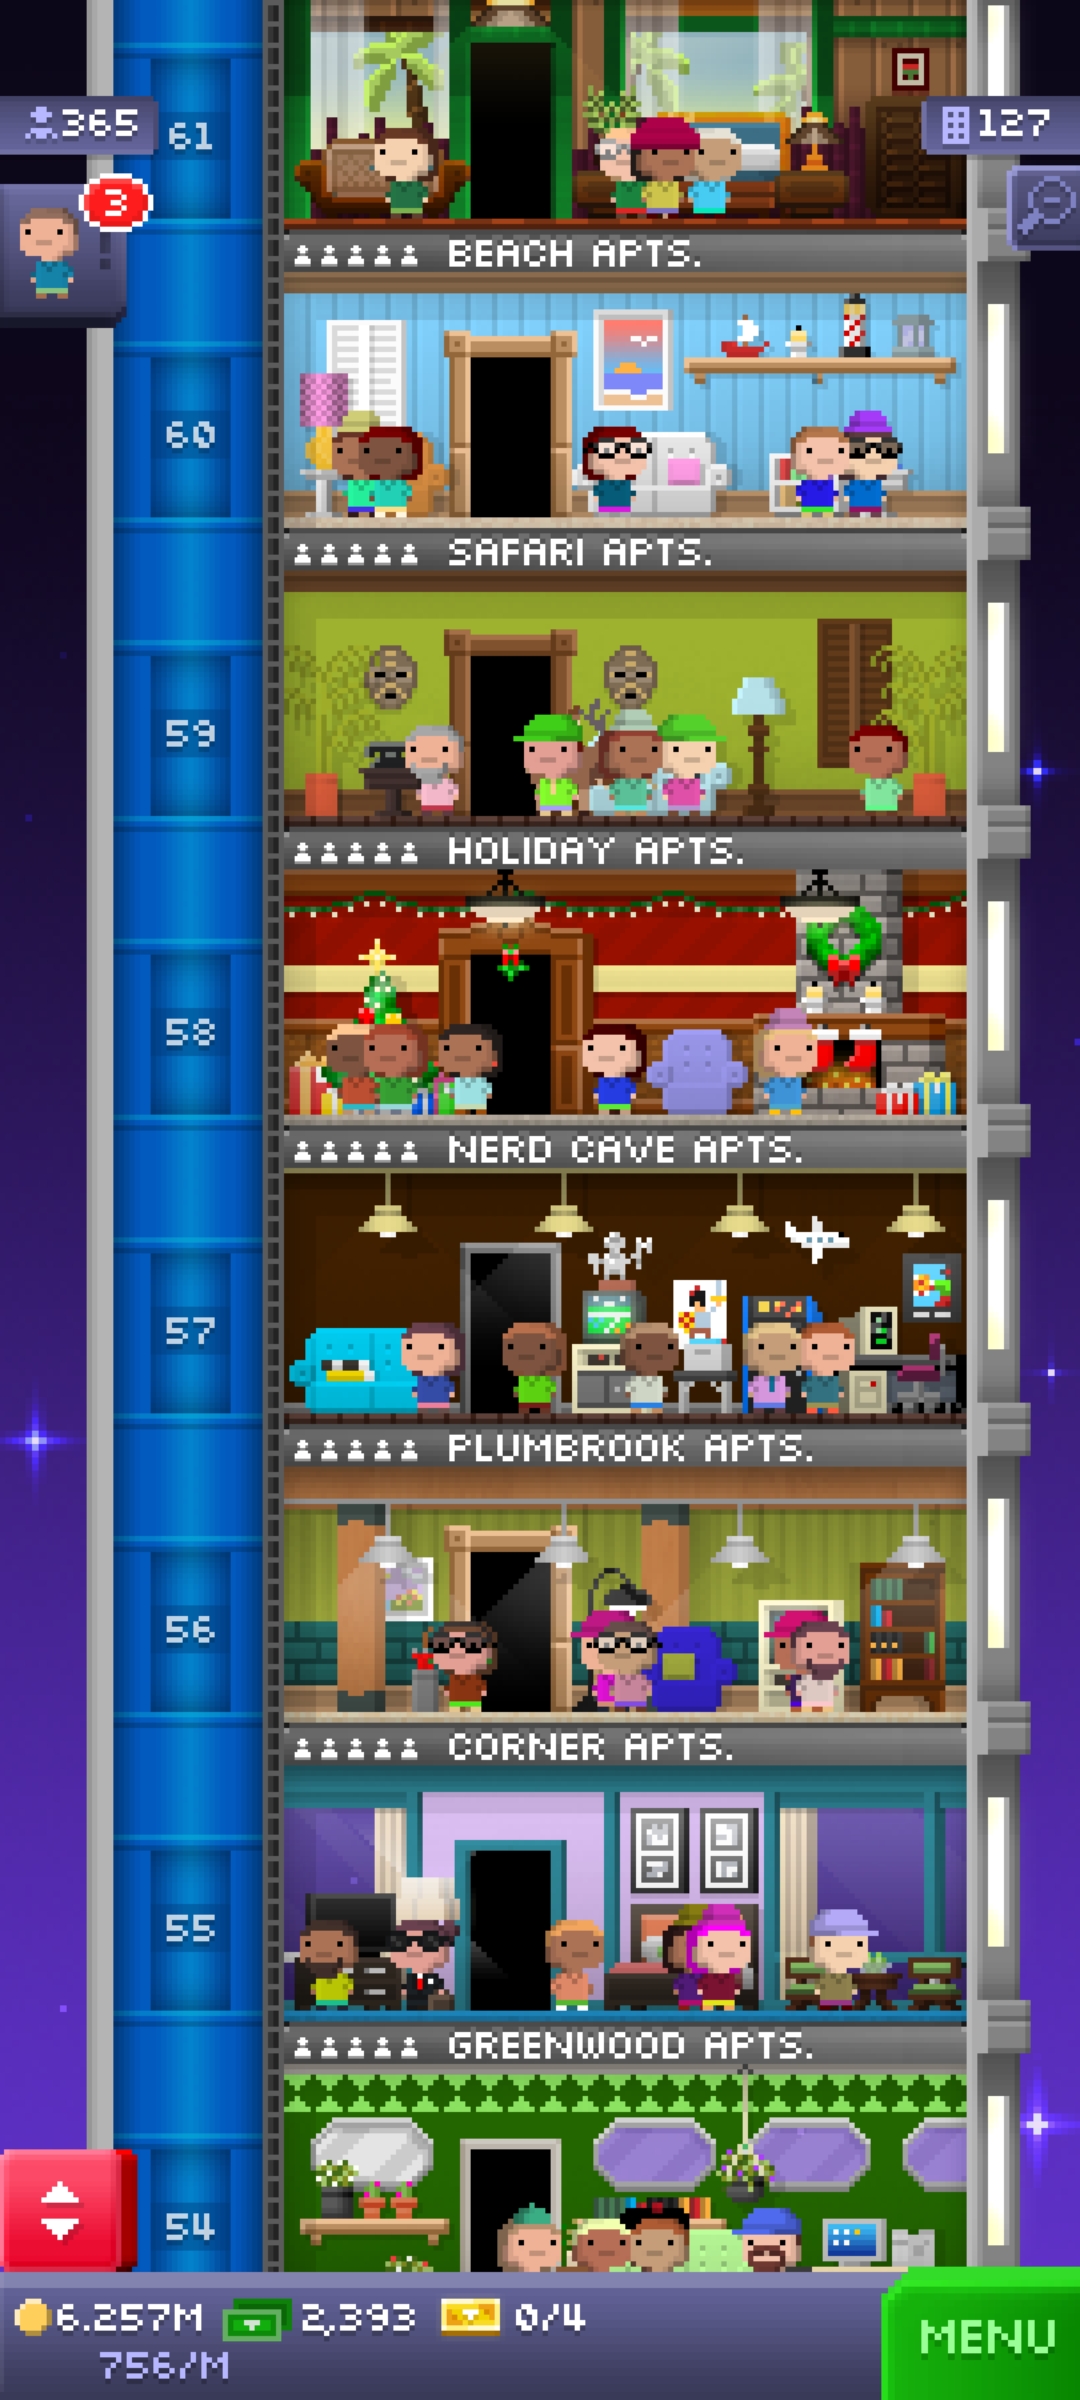 365
127
61
3
BEACH APTS.
60
SAFARI APTS.
59
HOLIDAY APTS.
58
NERD CAVE APTS.
57
PLUMBROOK APTS.
56
CORNER APTS.
55
GREENWOOD APTS.
54
6.257M 2,393 0/4
756/M
MENU